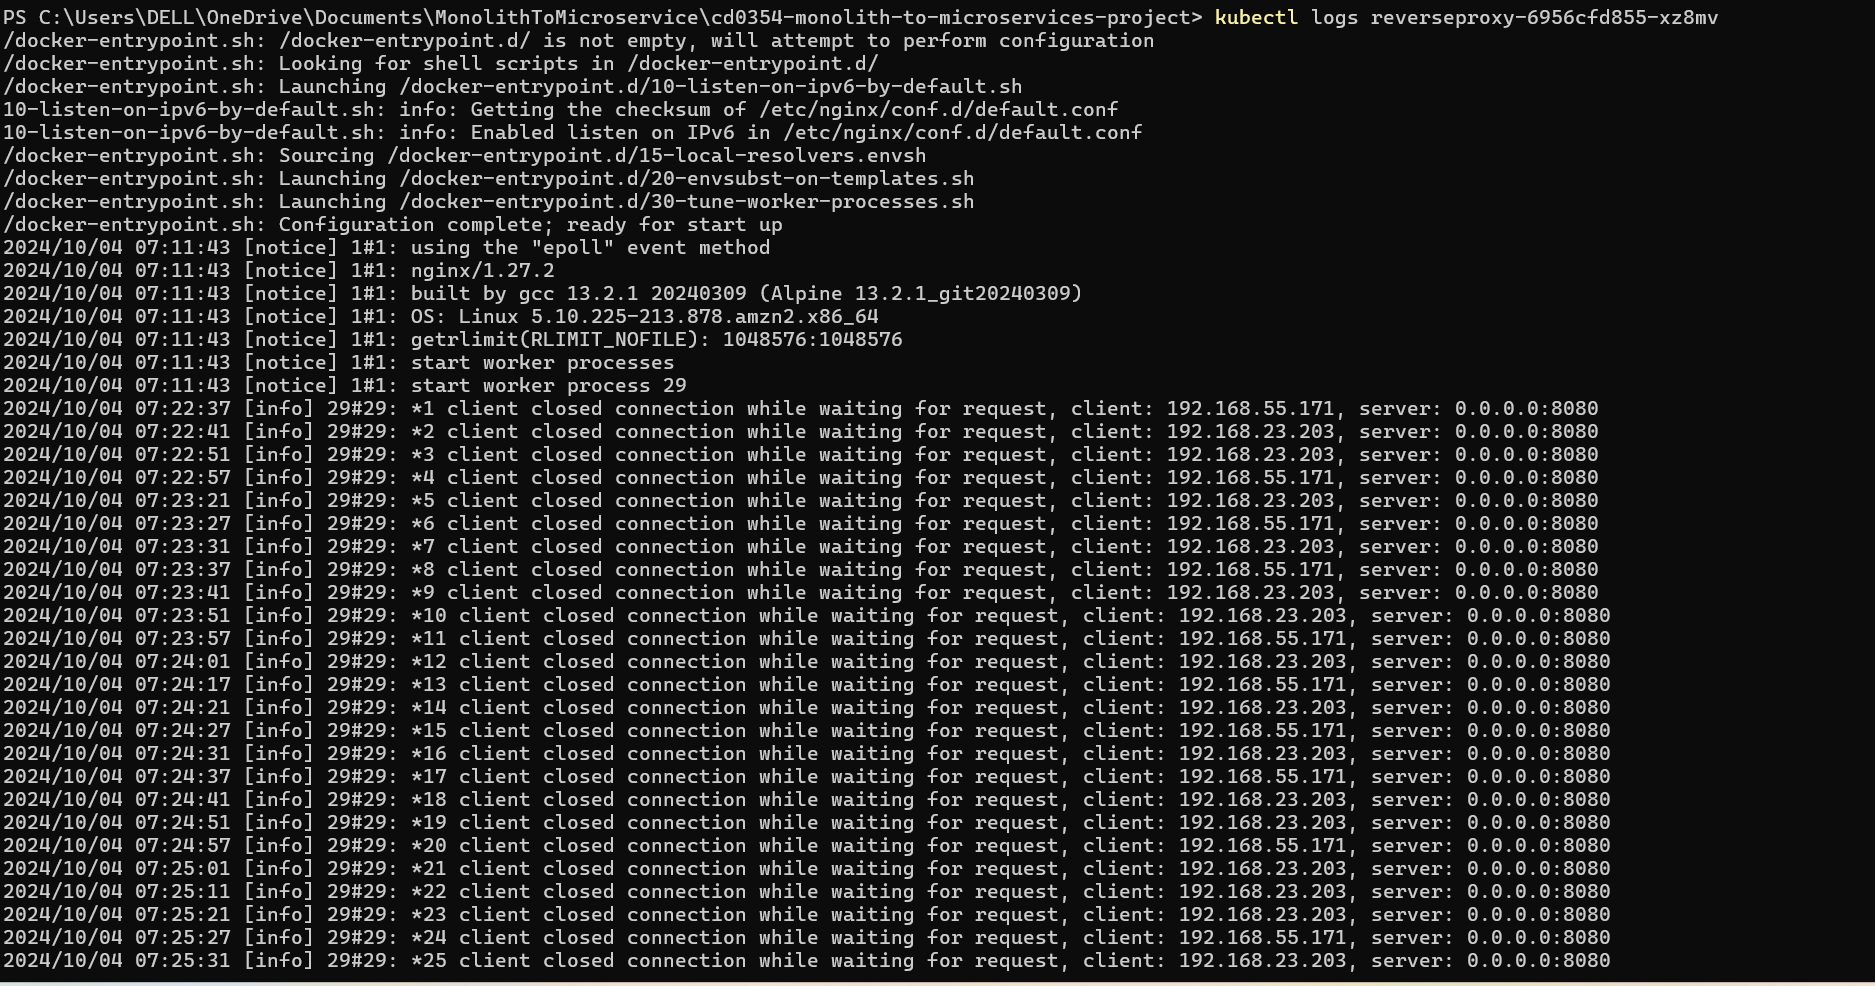 PS C:\Users\DELL\OneDrive\Documents\MonolithToMicroservice\cd0354-monolith-to-microservices-project> kubectl logs reverseproxy-6956cfd855-xz8mv
/docker-entrypoint.sh: /docker-entrypoint.d/ is not empty, will attempt to perform configuration
/docker-entrypoint.sh: Looking for shell scripts in /docker-entrypoint.d/
/docker-entrypoint.sh: Launching /docker-entrypoint.d/10-listen-on-ipv6-by-default.sh
10-listen-on-ipv6-by-default.sh: info: Getting the checksum of /etc/nginx/conf.d/default.conf
10-listen-on-ipv6-by-default.sh: info: Enabled listen on IPv6 in /etc/nginx/conf.d/default.conf
/docker-entrypoint.sh: Sourcing /docker-entrypoint.d/15-local-resolvers.envsh
/docker-entrypoint.sh: Launching /docker-entrypoint.d/20-envsubst-on-templates.sh
/docker-entrypoint.sh: Launching /docker-entrypoint.d/30-tune-worker-processes.sh
/docker-entrypoint.sh: Configuration complete; ready for start up
2024/10/04 07:11:43 [notice] 1#1: using the "epoll" event method
2024/10/04 07:11:43 [notice] 1#1: nginx/1.27.2
2024/10/04 07:11:43 [notice] 1#1: built by gcc 13.2.1 20240309 (Alpine 13.2.1_git20240309)
2024/10/04 07:11:43 [notice] 1#1: OS: Linux 5.10.225-213.878.amzn2.x86_64
2024/10/04 07:11:43 [notice] 1#1: getrlimit(RLIMIT_NOFILE): 1048576:1048576
2024/10/04 07:11:43 [notice] 1#1: start worker processes
2024/10/04 07:11:43 [notice] 1#1: start worker process 29
2024/10/04 07:22:37 [info] 29#29: *1 client closed connection while waiting for request, client: 192.168.55.171, server: 0.0.0.0:8080
2024/10/04 07:22:41 [info] 29#29: *2 client closed connection while waiting for request, client: 192.168.23.203, server: 0.0.0.0:8080
2024/10/04 07:22:51 [info] 29#29: *3 client closed connection while waiting for request, client: 192.168.23.203, server: 0.0.0.0:8080
2024/10/04 07:22:57 [info] 29#29: *4 client closed connection while waiting for request, client: 192.168.55.171, server: 0.0.0.0:8080
2024/10/04 07:23:21 [info] 29#29: *5 client closed connection while waiting for request, client: 192.168.23.203, server: 0.0.0.0:8080
2024/10/04 07:23:27 [info] 29#29: *6 client closed connection while waiting for request, client: 192.168.55.171, server: 0.0.0.0:8080
2024/10/04 07:23:31 [info] 29#29: *7 client closed connection while waiting for request, client: 192.168.23.203, server: 0.0.0.0:8080
2024/10/04 07:23:37 [info] 29#29: *8 client closed connection while waiting for request, client: 192.168.55.171, server: 0.0.0.0:8080
2024/10/04 07:23:41 [info] 29#29: *9 client closed connection while waiting for request, client: 192.168.23.203, server: 0.0.0.0:8080
2024/10/04 07:23:51 [info] 29#29: *10 client closed connection while waiting for request, client: 192.168.23.203, server: 0.0.0.0:8080
2024/10/04 07:23:57 [info] 29#29: *11 client closed connection while waiting for request, client: 192.168.55.171, server: 0.0.0.0:8080
2024/10/04 07:24:01 [info] 29#29: *12 client closed connection while waiting for request, client: 192.168.23.203, server: 0.0.0.0:8080
2024/10/04 07:24:17 [info] 29#29: *13 client closed connection while waiting for request, client: 192.168.55.171, server: 0.0.0.0:8080
2024/10/04 07:24:21 [info] 29#29: *14 client closed connection while waiting for request, client: 192.168.23.203, server: 0.0.0.0:8080
2024/10/04 07:24:27 [info] 29#29: *15 client closed connection while waiting for request, client: 192.168.55.171, server: 0.0.0.0:8080
2024/10/04 07:24:31 [info] 29#29: *16 client closed connection while waiting for request, client: 192.168.23.203, server: 0.0.0.0:8080
2024/10/04 07:24:37 [info] 29#29: *17 client closed connection while waiting for request, client: 192.168.55.171, server: 0.0.0.0:8080
2024/10/04 07:24:41 [info] 29#29: *18 client closed connection while waiting for request, client: 192.168.23.203, server: 0.0.0.0:8080
2024/10/04 07:24:51 [info] 29#29: *19 client closed connection while waiting for request, client: 192.168.23.203, server: 0.0.0.0:8080
2024/10/04 07:24:57 [info] 29#29: *20 client closed connection while waiting for request, client: 192.168.55.171, server: 0.0.0.0:8080
2024/10/04 07:25:01 [info] 29#29: *21 client closed connection while waiting for request, client: 192.168.23.203, server: 0.0.0.0:8080
2024/10/04 07:25:11 [info] 29#29: *22 client closed connection while waiting for request, client: 192.168.23.203, server: 0.0.0.0:8080
2024/10/04 07:25:21 [info] 29#29: *23 client closed connection while waiting for request, client: 192.168.23.203, server: 0.0.0.0:8080
2024/10/04 07:25:27 [info] 29#29: *24 client closed connection while waiting for request, client: 192.168.55.171, server: 0.0.0.0:8080
2024/10/04 07:25:31 [info] 29#29: *25 client closed connection while waiting for request, client: 192.168.23.203, server: 0.0.0.0:8080